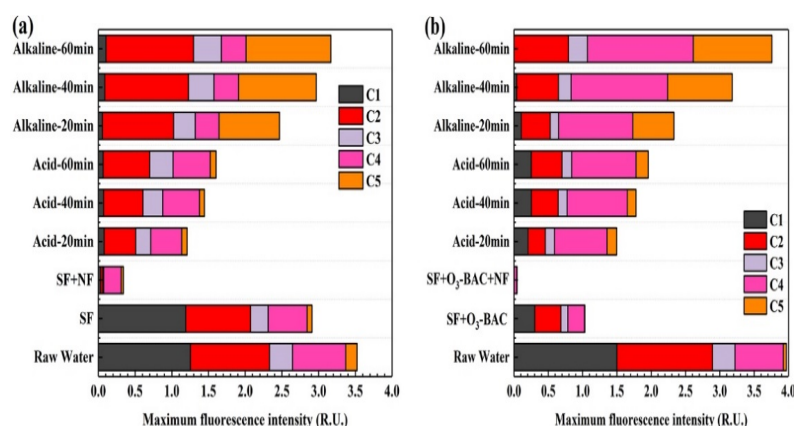 (a)
Alkaline-60min
Alkaline-40min
Alkaline-20min
Acid-60min
Acid-40min
Acid-20min
SF+NF
SF
Raw Water
C1
C2
C3
C4
C5
0.0 0.5 1.0 1.5 2.0 2.5 3.0 3.5 4.0
Maximum fluorescence intensity (R.U.)
(b)
Alkaline-60min
Alkaline-40min
Alkaline-20min
Acid-60min
Acid-40min
Acid-20min
SF+O₃-BAC+NF
SF+O₃-BAC
Raw Water
C1
C2
C3
C4
C5
0.0 0.5 1.0 1.5 2.0 2.5 3.0 3.5 4.0
Maximum fluorescence intensity (R.U.)